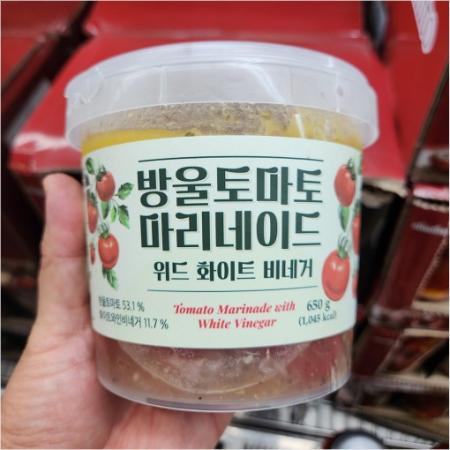 방울토마토
마리네이드
위드 화이트 비네거
방울토마토 53.1 %
화이트와인비네거 11.7 %
Tomato Marinade with
White Vinegar
650 g
(1,045 kcal)